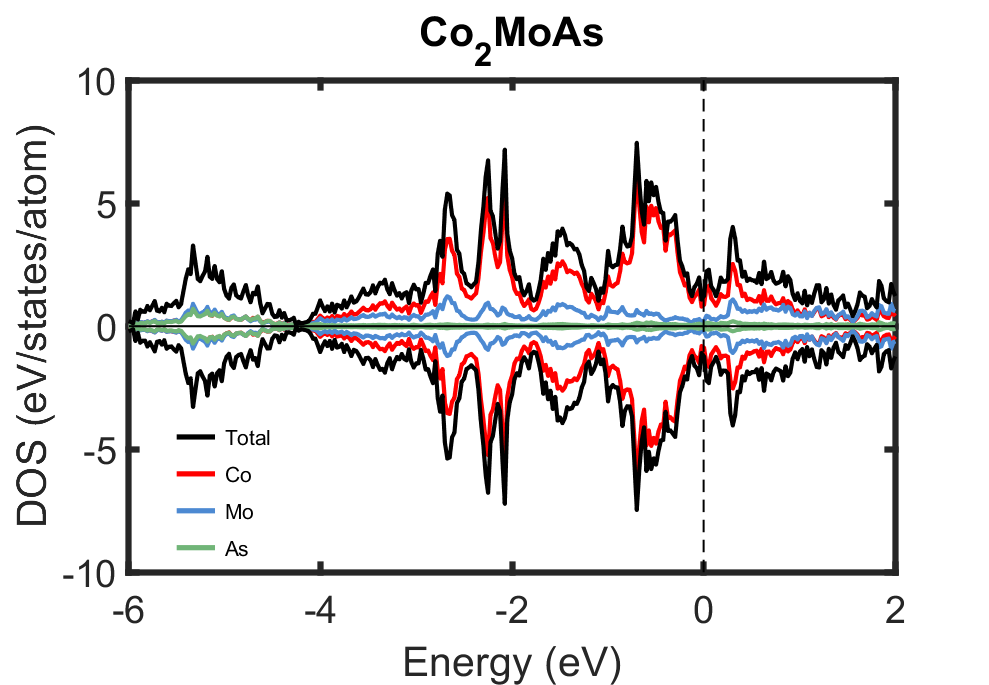 Co₂MoAs
DOS (eV/states/atom)
10
5
0
-5
-10
Total
Co
Mo
As
-6 -4 -2 0 2
Energy (eV)